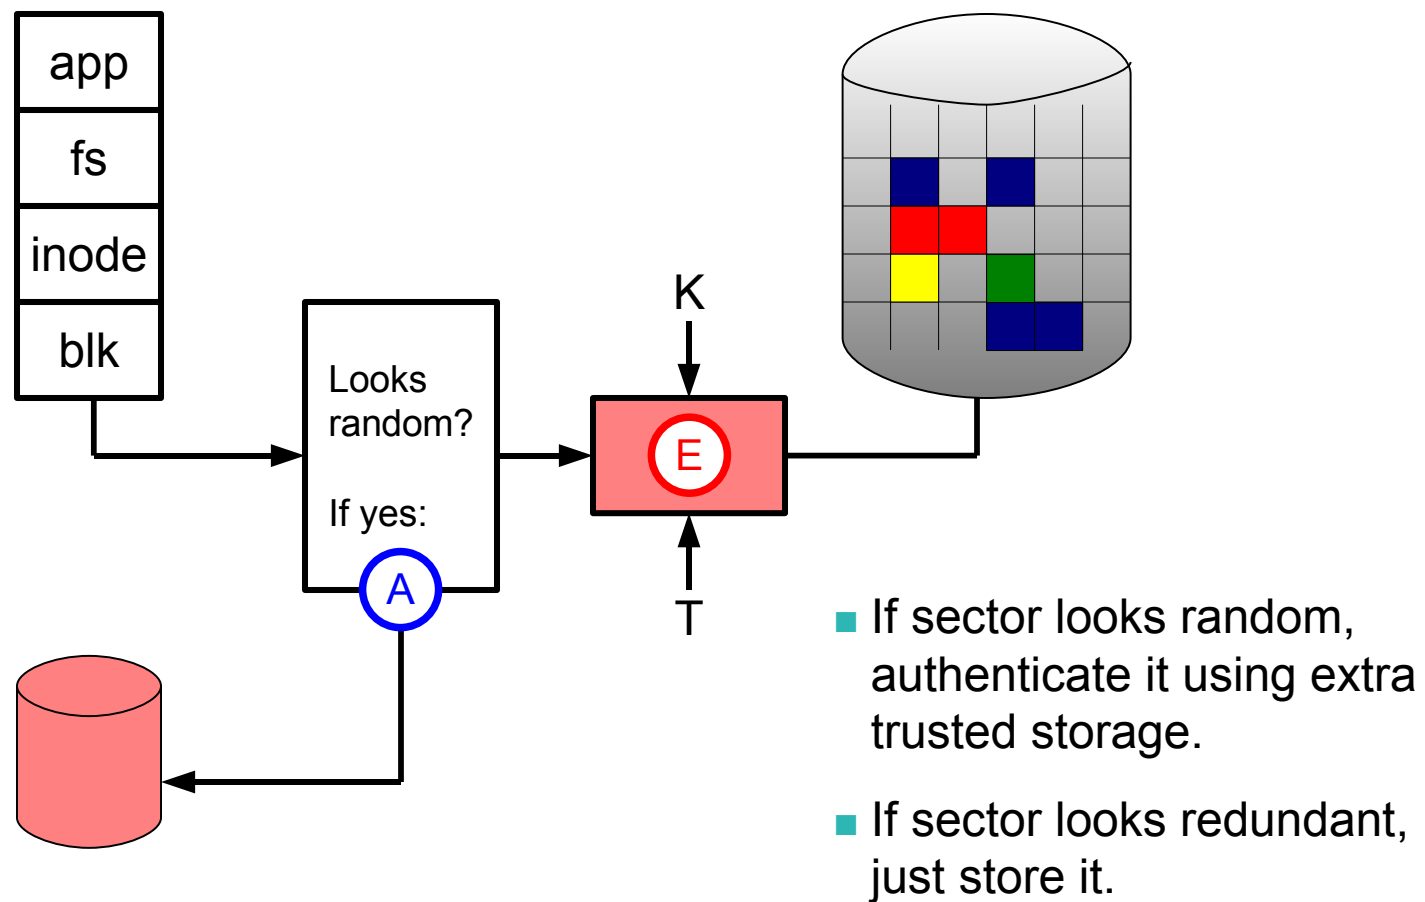 app
fs
inode
blk
Looks
random?
If yes:
A
K
E
T
If sector looks random,
authenticate it using extra
trusted storage.
If sector looks redundant,
just store it.